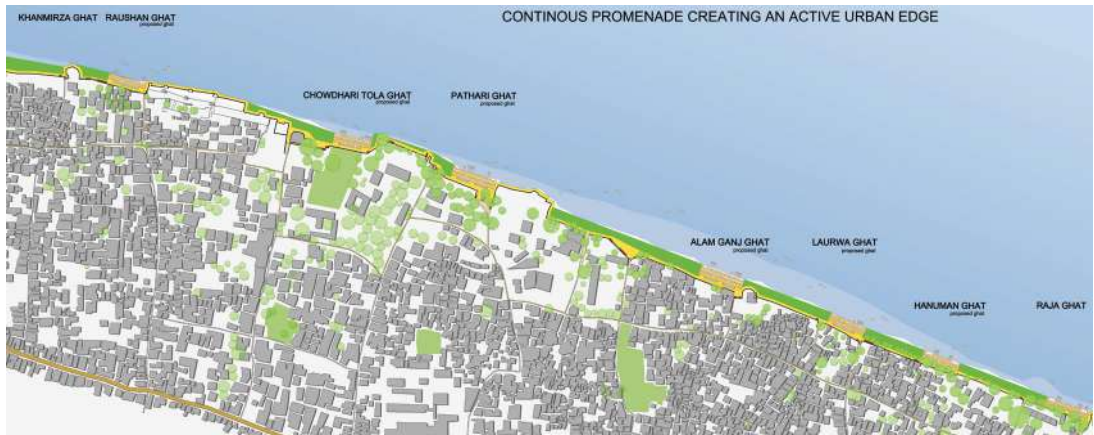 CONTINOUS PROMENADE CREATING AN ACTIVE URBAN EDGE
KHANMIRZA GHAT
RAUSHAN GHAT
proposed ghat
CHOWDHARI TOLA GHAT
proposed ghat
PATHARI GHAT
proposed ghat
ALAM GANJ GHAT
proposed ghat
LAURWA GHAT
proposed ghat
HANUMAN GHAT
proposed ghat
RAJA GHAT